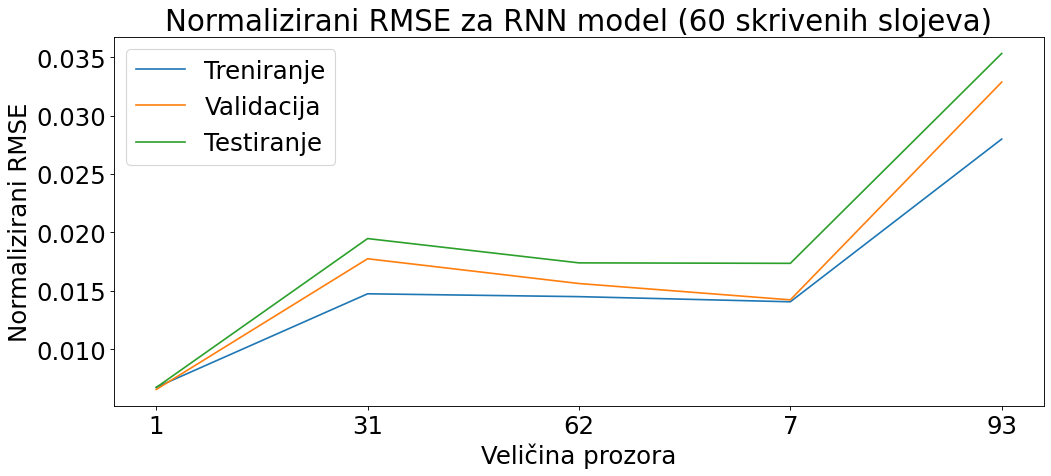 Normalizirani RMSE za RNN model (60 skrivenih slojeva)
Treniranje
Validacija
Testiranje
Normalizirani RMSE
0.035
0.030
0.025
0.020
0.015
0.010
1 31 62 7 93
Veličina prozora